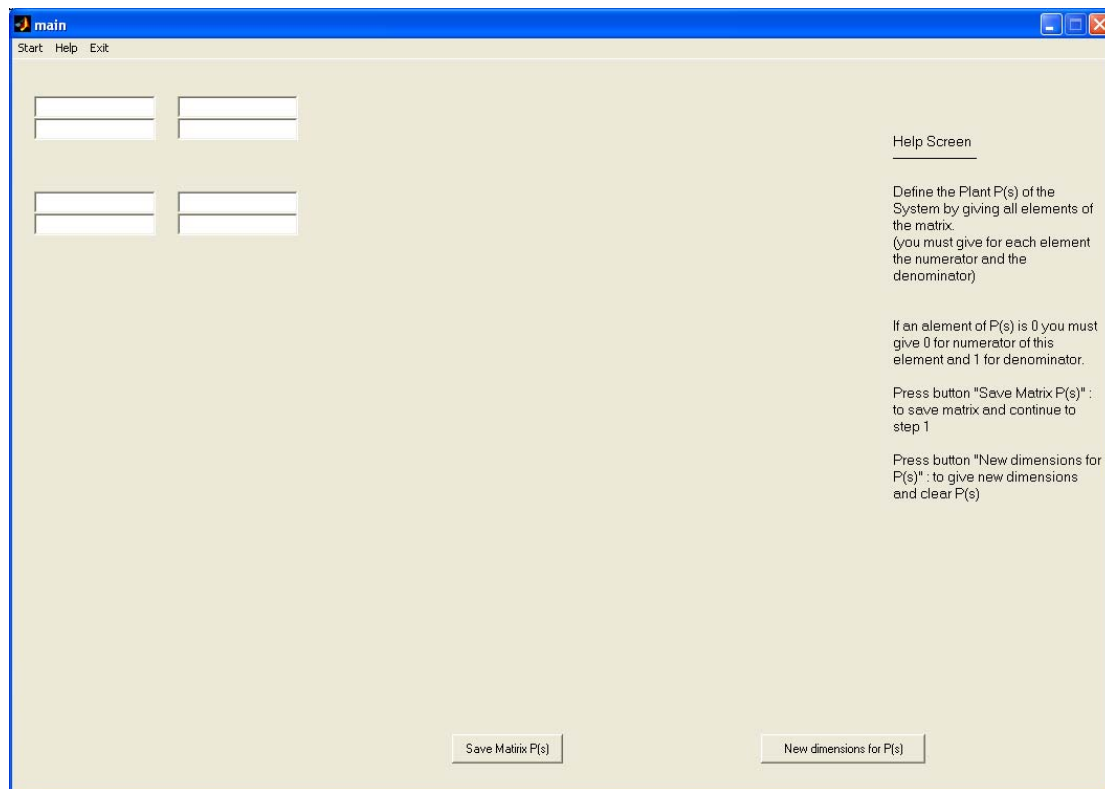 main
Start Help Exit
Help Screen
Define the Plant P(s) of the
System by giving all elements of
the matrix.
(you must give for each element
the numerator and the
denominator)
If an alement of P(s) is 0 you must
give 0 for numerator of this
element and 1 for denominator.
Press button "Save Matrix P(s)" :
to save matrix and continue to
step 1
Press button "New dimensions for
P(s)" : to give new dimensions
and clear P(s)
Save Matirix P(s)
New dimensions for P(s)